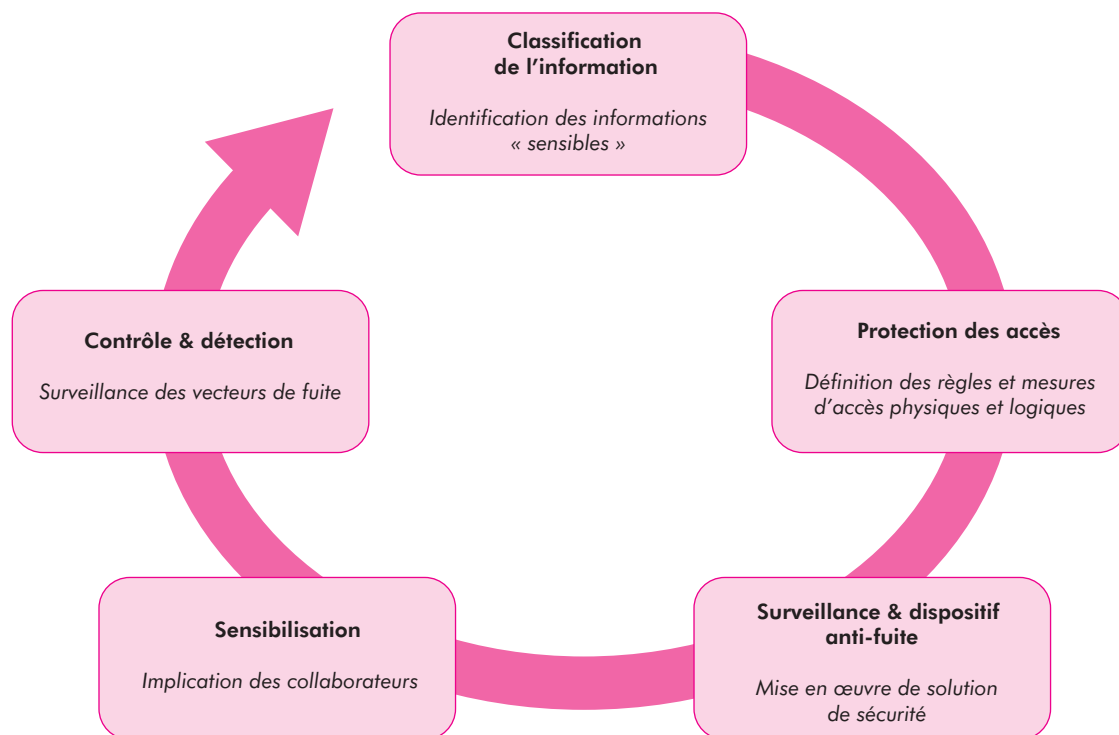 Classification
de l’information
Identification des informations
« sensibles »
Protection des accès
Définition des règles et mesures
d’accès physiques et logiques
Surveillance & dispositif
anti-fuite
Mise en œuvre de solution
de sécurité
Sensibilisation
Implication des collaborateurs
Contrôle & détection
Surveillance des vecteurs de fuite